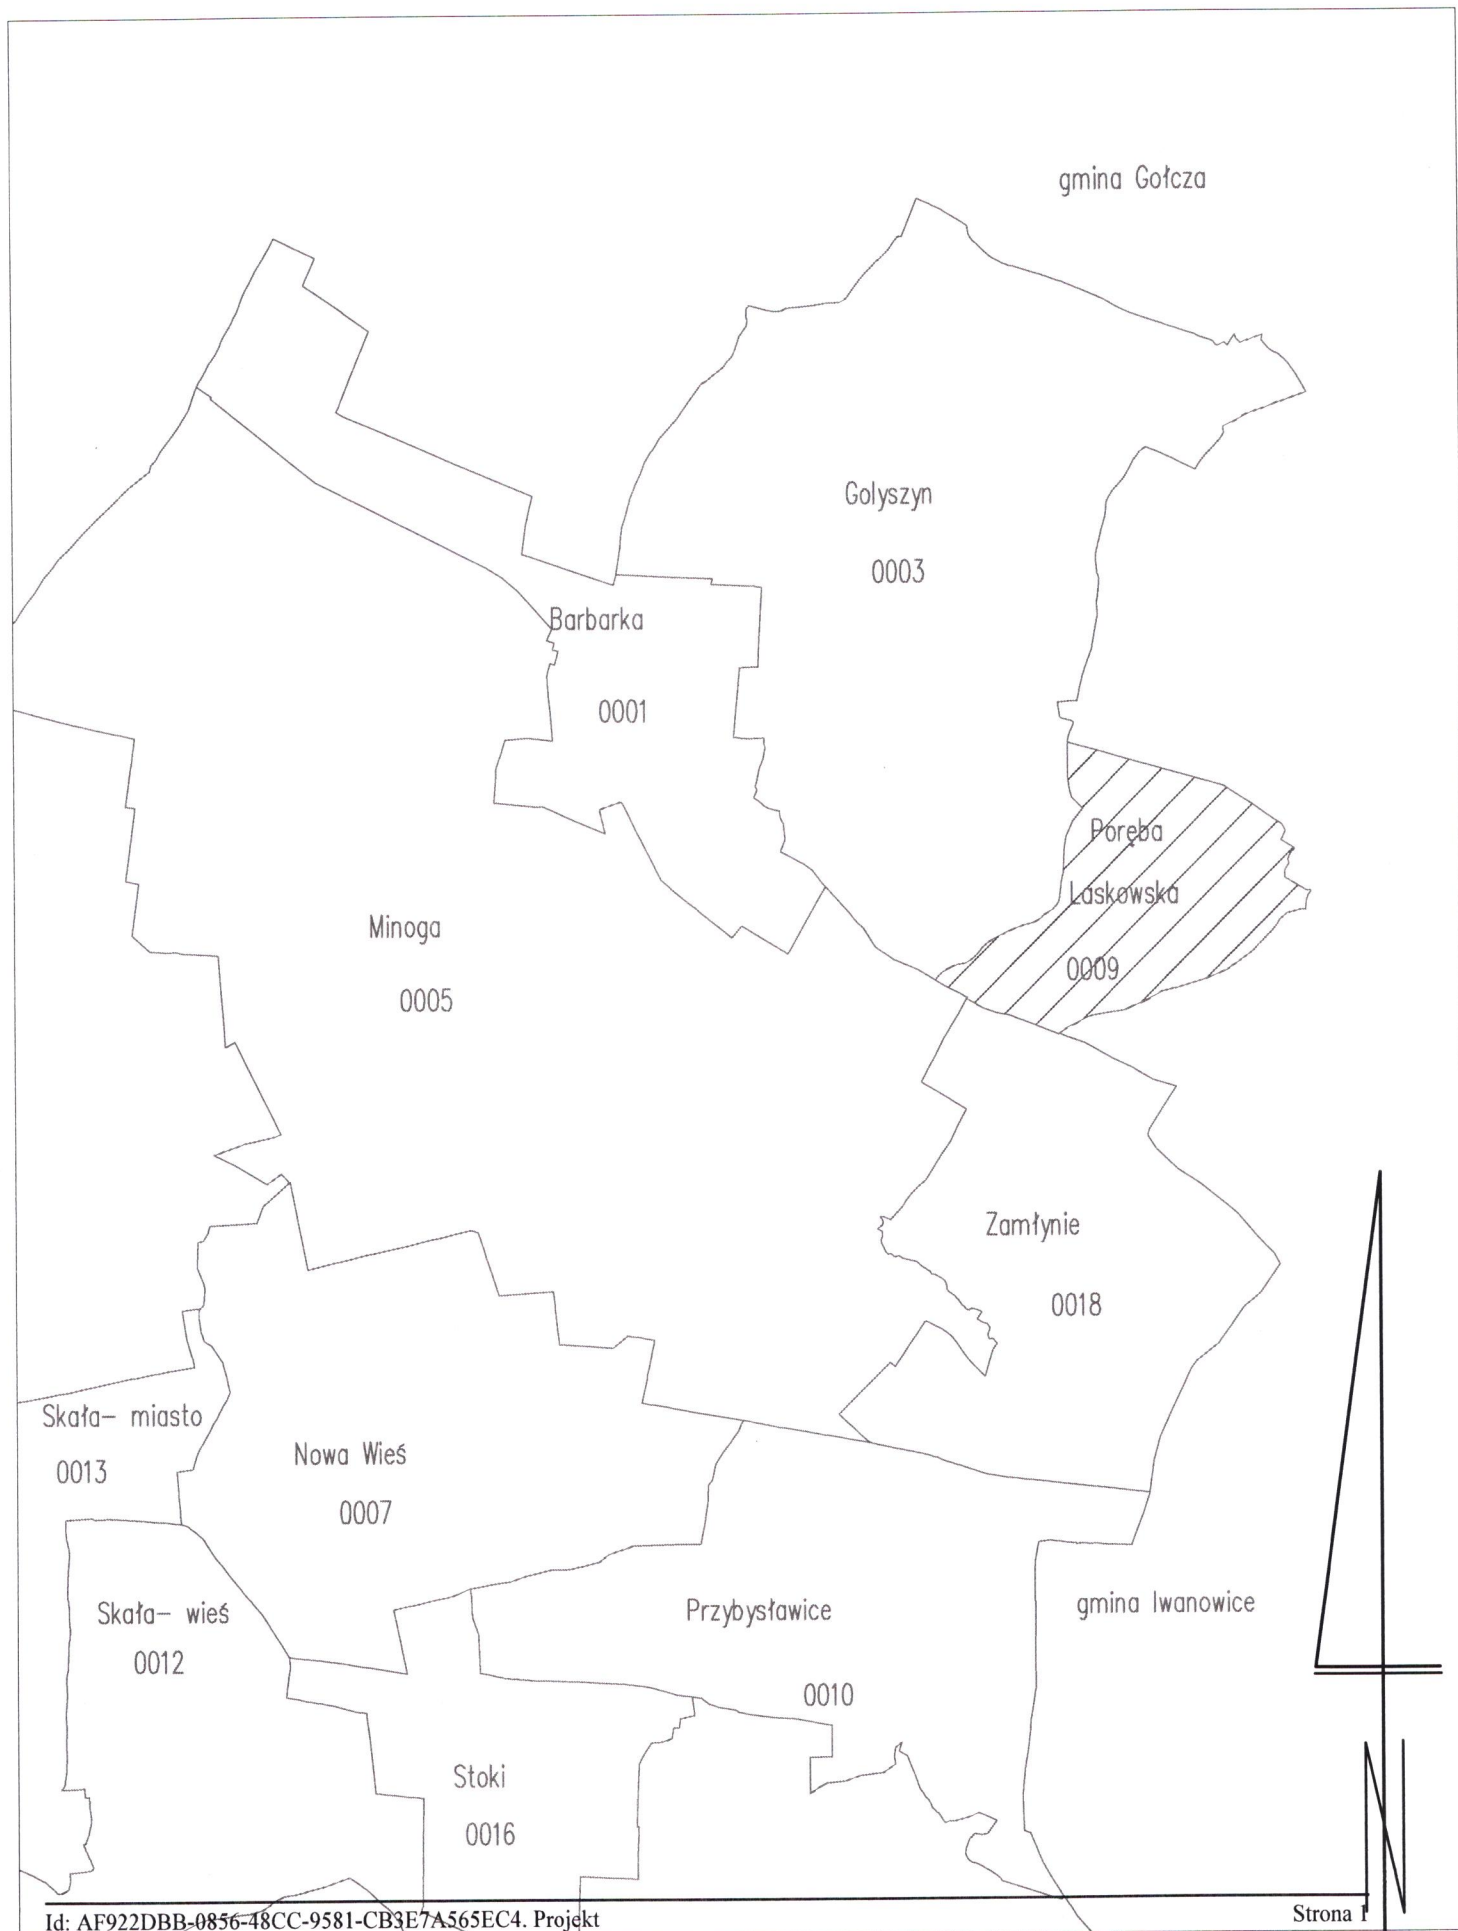 gmina Gołcza
Golyszyn
0003
Barbarka
0001
Poręba
Laskowska
0009
Minoga
0005
Zamłynie
0018
Skała- miasto
0013
Nowa Wieś
0007
Skała- wieś
0012
Przybysławice
0010
gmina Iwanowice
Stoki
0016
N
Id: AF922DBB-0856-48CC-9581-CB3E7A565EC4. Projekt
Strona 1